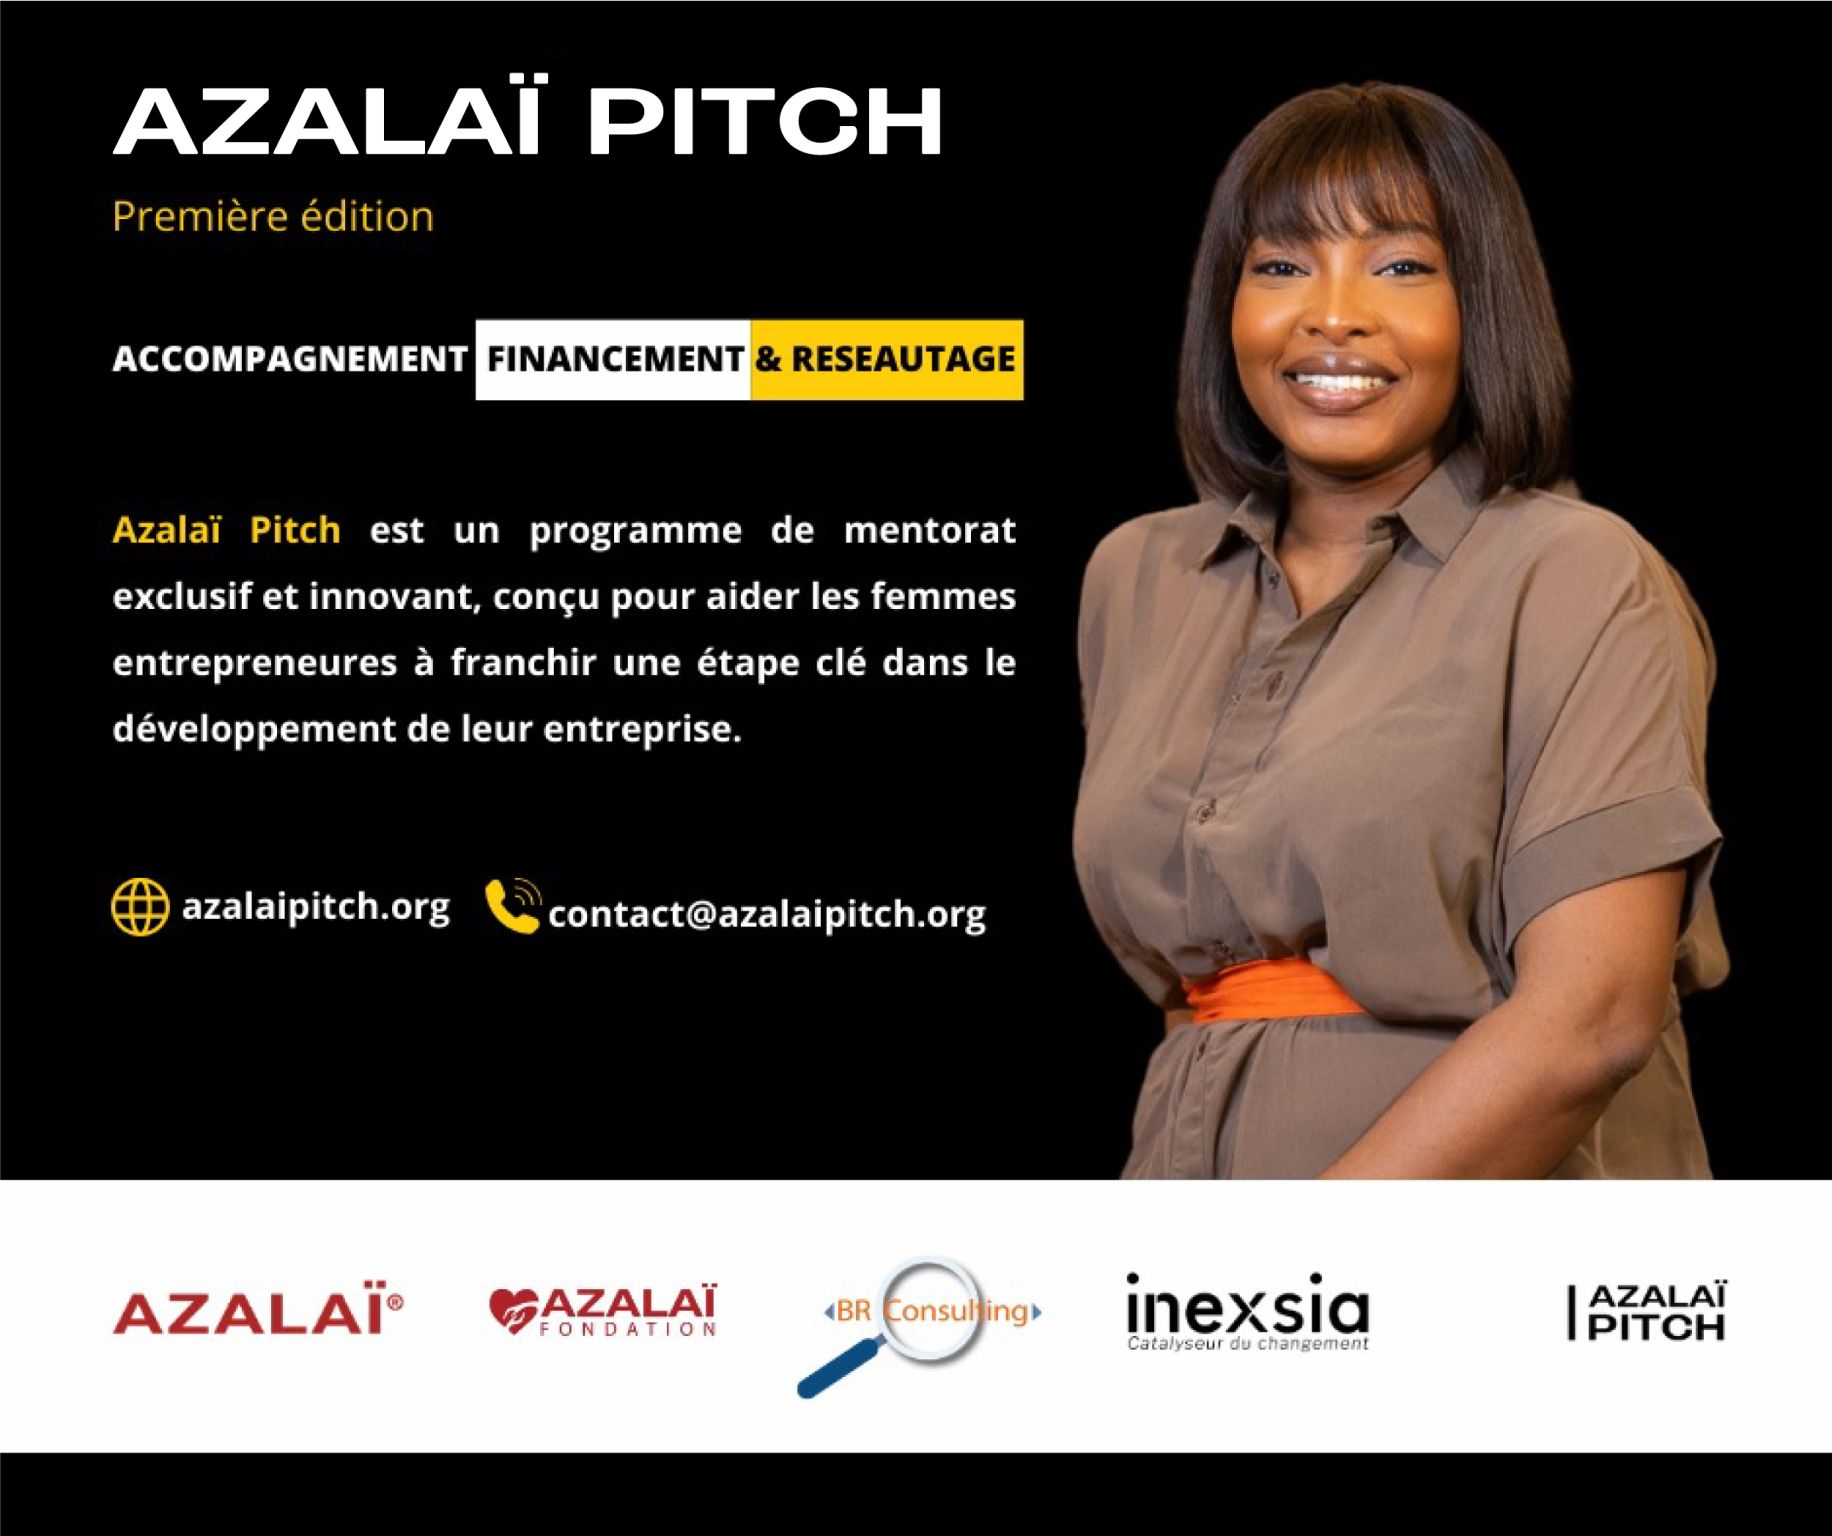 AZALAÏ PITCH
Première édition
ACCOMPAGNEMENT FINANCEMENT & RESEAUTAGE
Azalaï Pitch est un programme de mentorat
exclusif et innovant, conçu pour aider les femmes
entrepreneures à franchir une étape clé dans le
développement de leur entreprise.
azalaipitch.org contact@azalaipitch.org
AZALAÏ®
AZALAÏ
FONDATION
BR Consulting
inexsia
Catalyseur du changement
AZALAÏ
PITCH